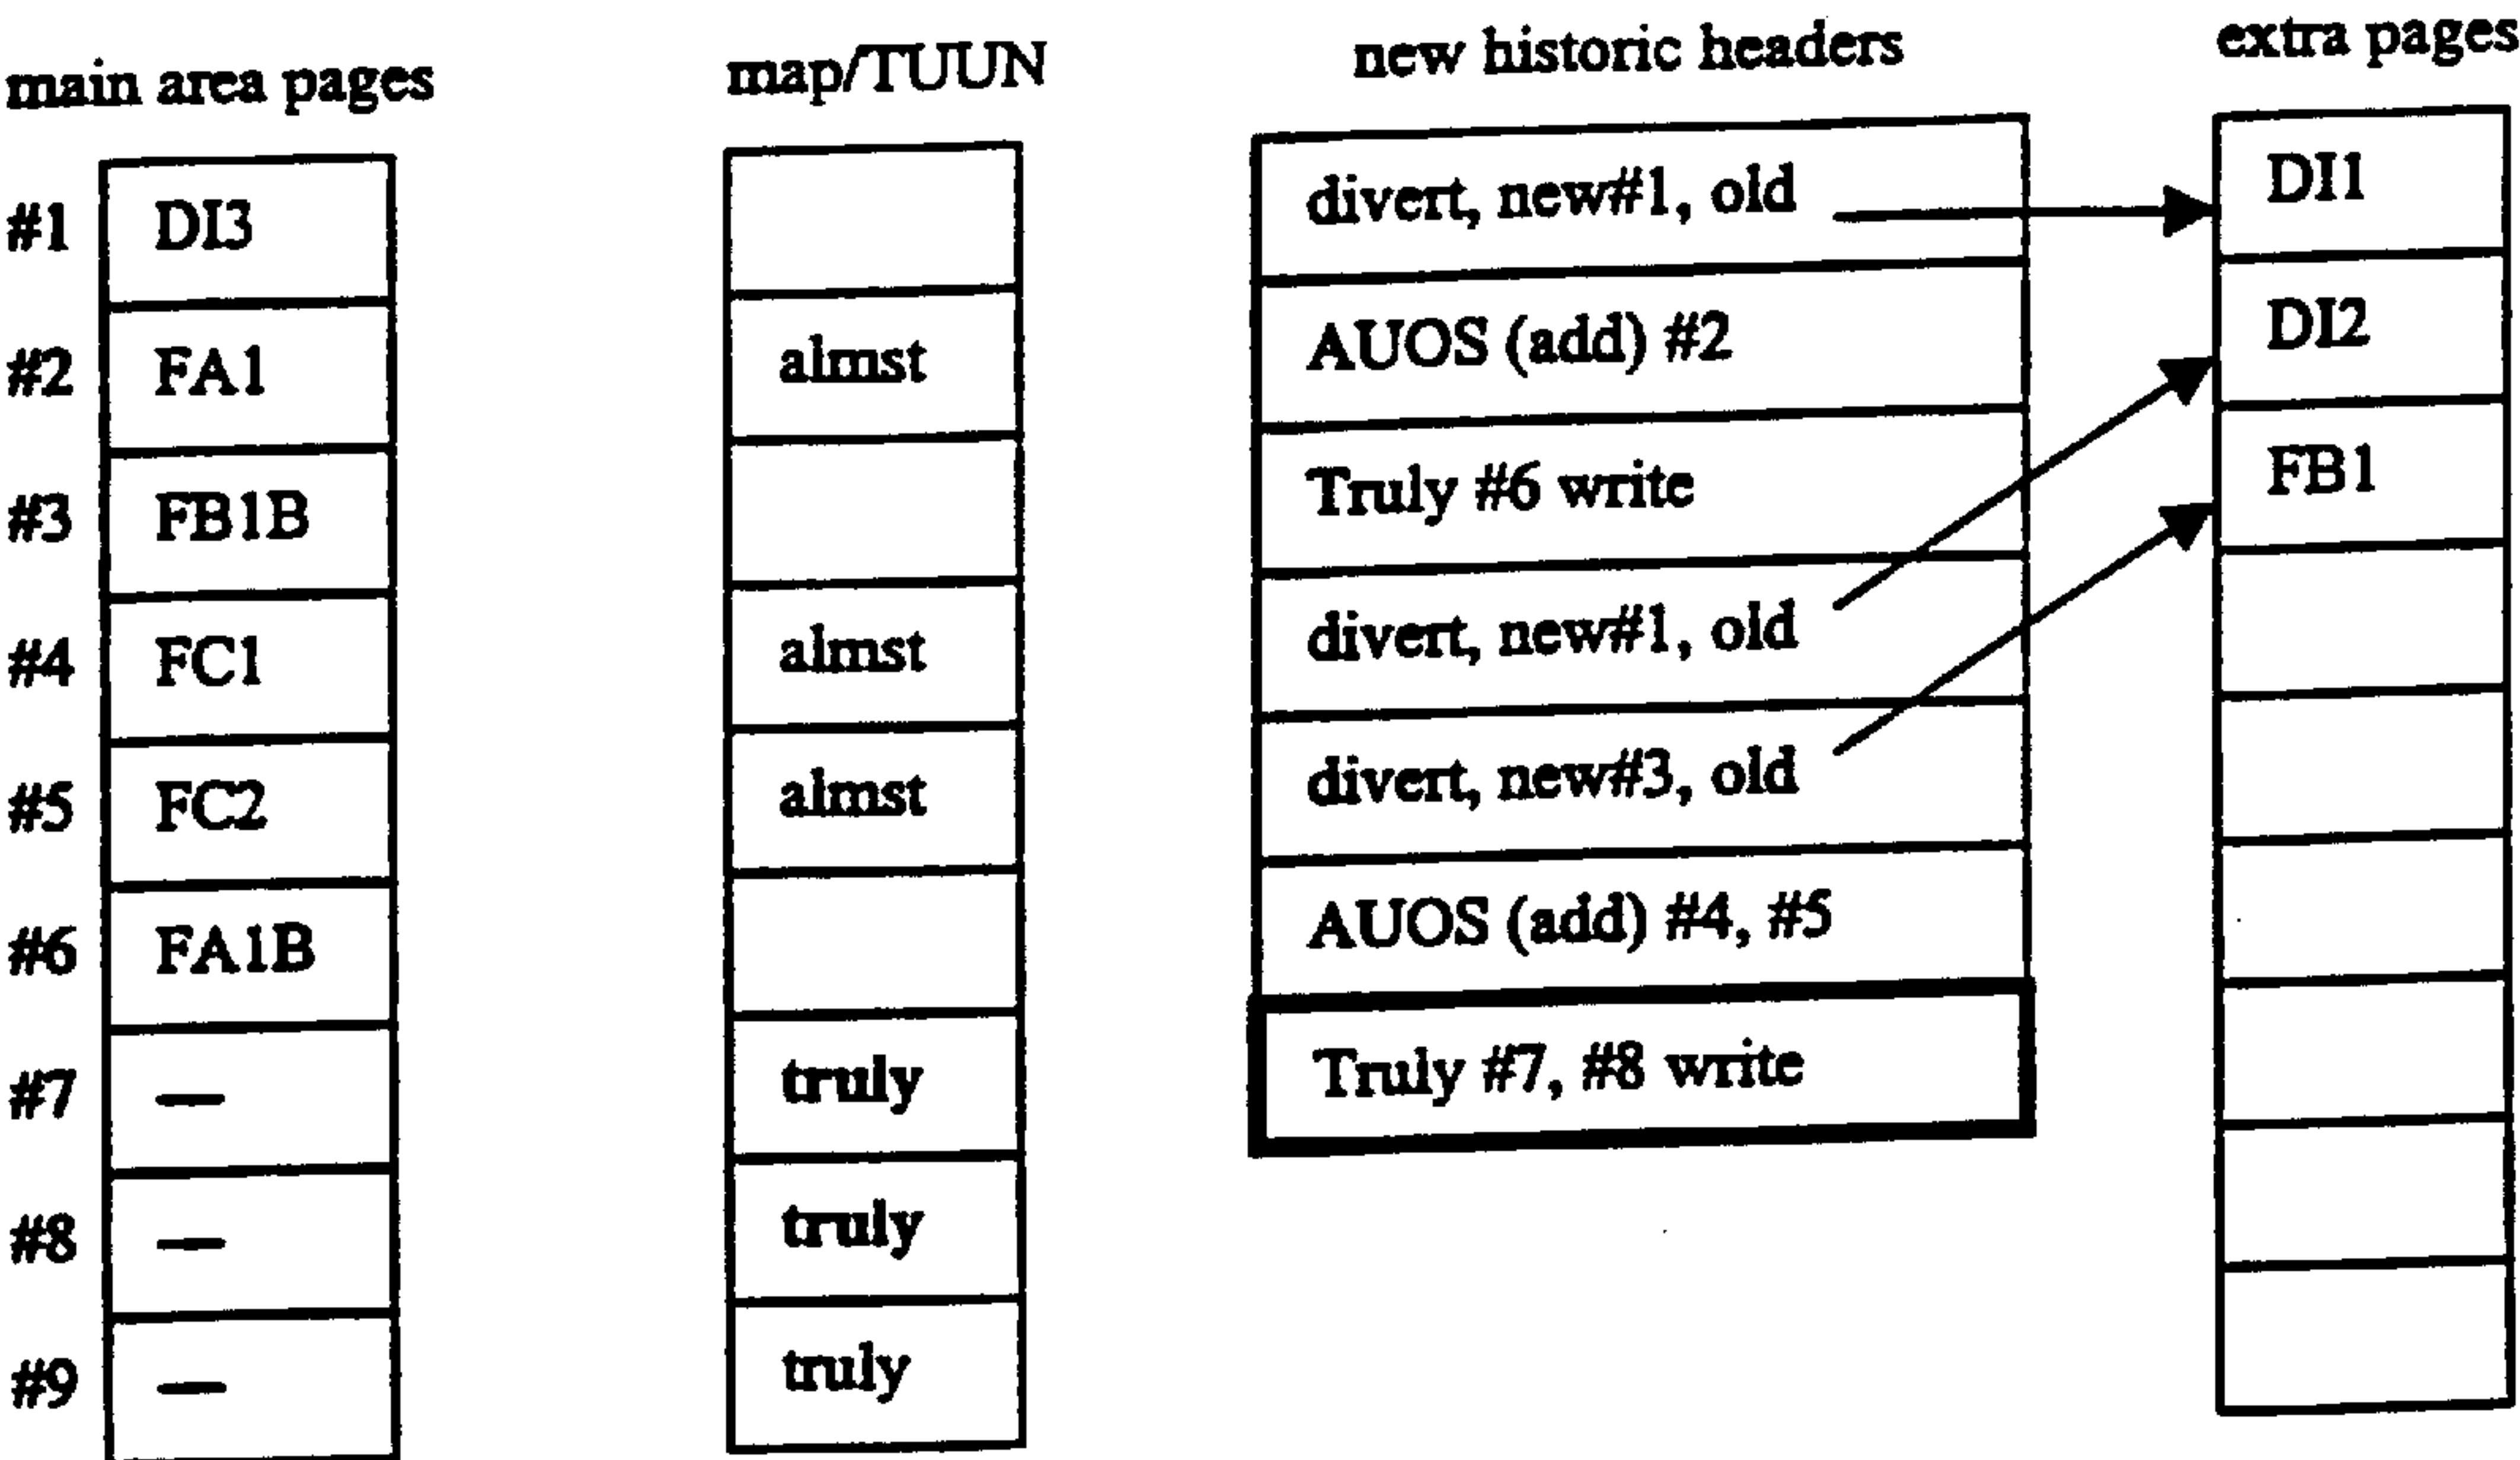 main area pages
#1 DI3
#2 FA1
#3 FB1B
#4 FC1
#5 FC2
#6 FA1B
#7 —
#8 —
#9 —
map/TUUN
almst
almst
almst
truly
truly
truly
new historic headers
divert, new#1, old
AUOS (add) #2
Truly #6 write
divert, new#1, old
divert, new#3, old
AUOS (add) #4, #5
Truly #7, #8 write
extra pages
DI1
DI2
FB1